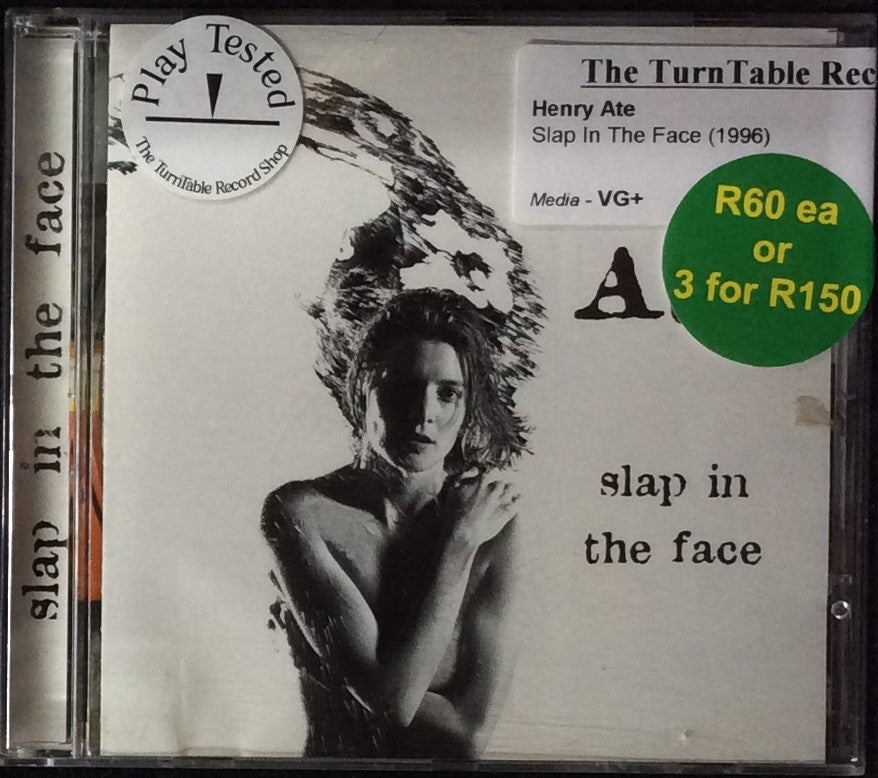 slap in the face
Play Tested
The TurnTable Record Shop
The TurnTable
Henry Ate
Slap In The Face (1996)
Media - VG+
R60 ea
or
3 for R150
slap in
the face